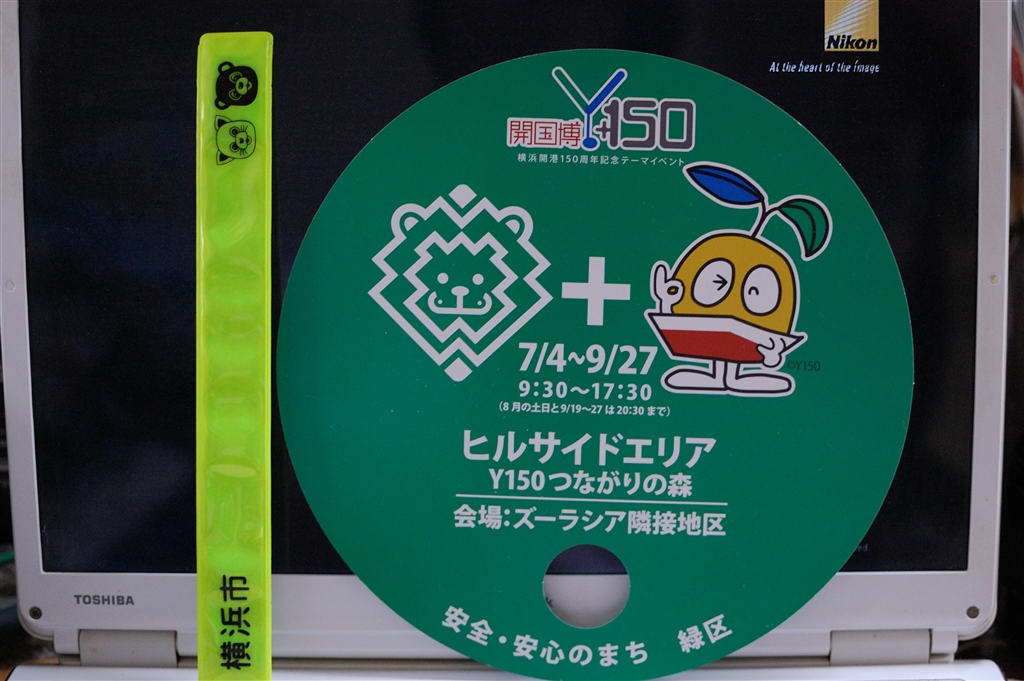 Nikon
At the heart of the image
開国博Y+150
横浜開港150周年記念テーマイベント
+
©Y150
7/4~9/27
9:30～17:30
(8月の土日と9/19～27は20:30まで)
ヒルサイドエリア
Y150つながりの森
会場:ズーラシア隣接地区
安全・安心のまち 緑区
横浜市
TOSHIBA